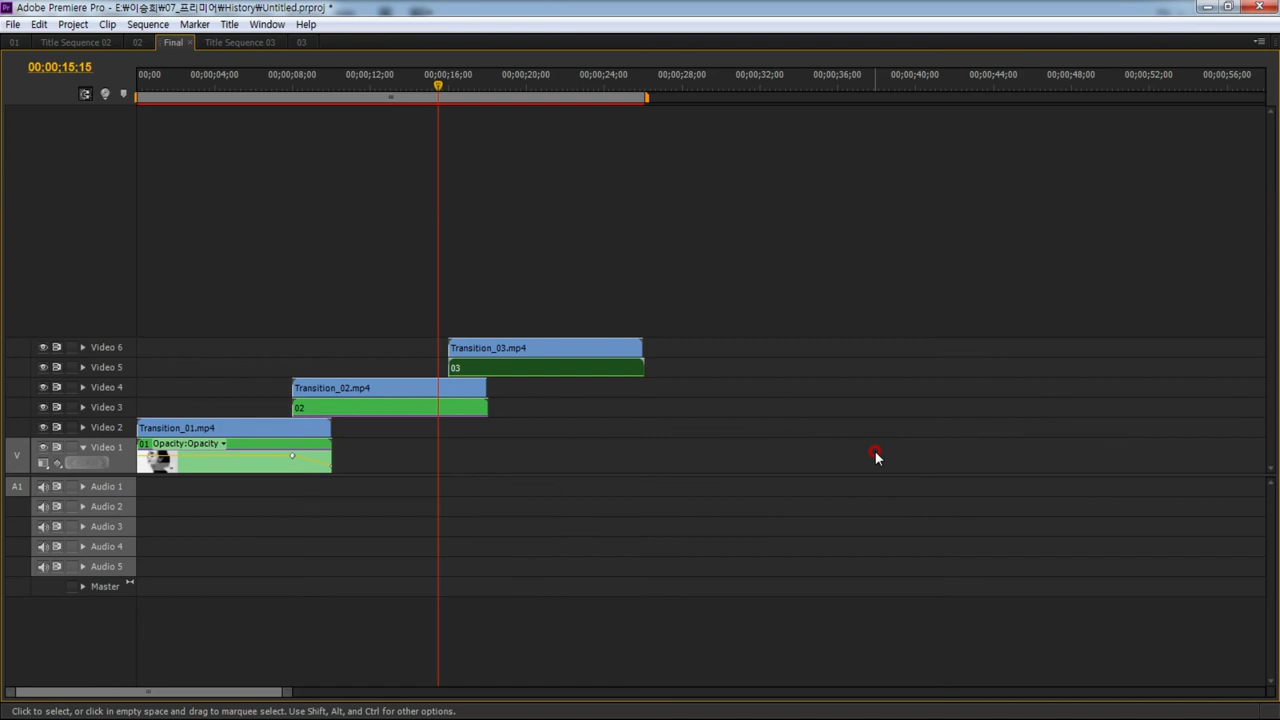 Adobe Premiere Pro - E:₩이승희₩07_프리미어₩History₩Untitled.prproj *
File Edit Project Clip Sequence Marker Title Window Help
01 Title Sequence 02 02 Final × Title Sequence 03 03
00;00;15;15
00;00 00;00;04;00 00;00;08;00 00;00;12;00 00;00;16;00 00;00;20;00 00;00;24;00 00;00;28;00 00;00;32;00 00;00;36;00 00;00;40;00 00;00;44;00 00;00;48;00 00;00;52;00 00;00;56;00
Video 6 Transition_03.mp4
Video 5 03
Video 4 Transition_02.mp4
Video 3 02
Video 2 Transition_01.mp4
V Video 1 01 Opacity:Opacity
A1 Audio 1
Audio 2
Audio 3
Audio 4
Audio 5
Master
Click to select, or click in empty space and drag to marquee select. Use Shift, Alt, and Ctrl for other options.